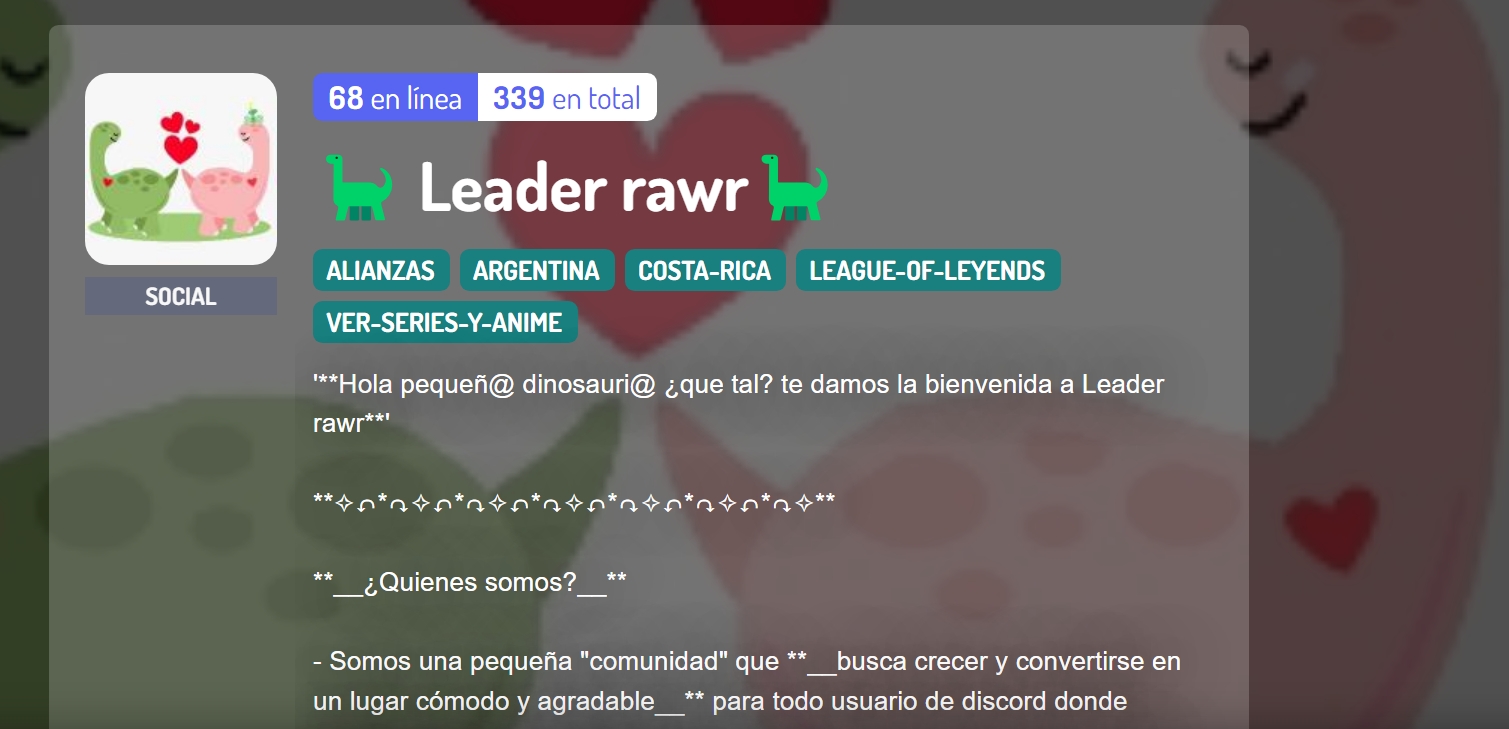 68 en línea 339 en total
🦕 Leader rawr 🦕
SOCIAL
ALIANZAS ARGENTINA COSTA-RICA LEAGUE-OF-LEYENDS
VER-SERIES-Y-ANIME
'**Hola pequeñ@ dinosauri@ ¿que tal? te damos la bienvenida a Leader
rawr**'
**✧ᴖ*ᴖ✧ᴖ*ᴖ✧ᴖ*ᴖ✧ᴖ*ᴖ✧ᴖ*ᴖ✧ᴖ*ᴖ✧**
**__¿Quienes somos?__**
- Somos una pequeña "comunidad" que **__busca crecer y convertirse en
un lugar cómodo y agradable__** para todo usuario de discord donde